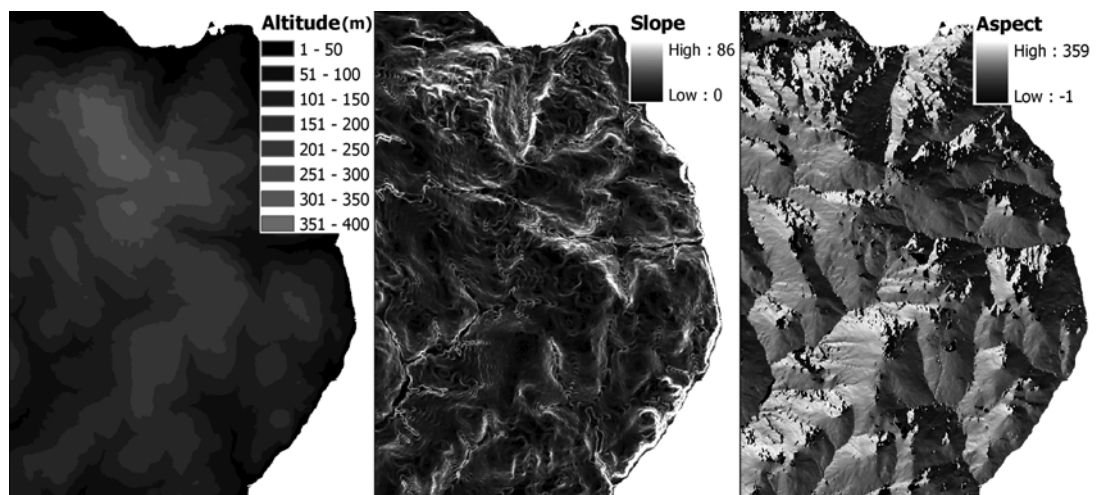 Altitude(m)
1 - 50
51 - 100
101 - 150
151 - 200
201 - 250
251 - 300
301 - 350
351 - 400
Slope
High : 86
Low : 0
Aspect
High : 359
Low : -1